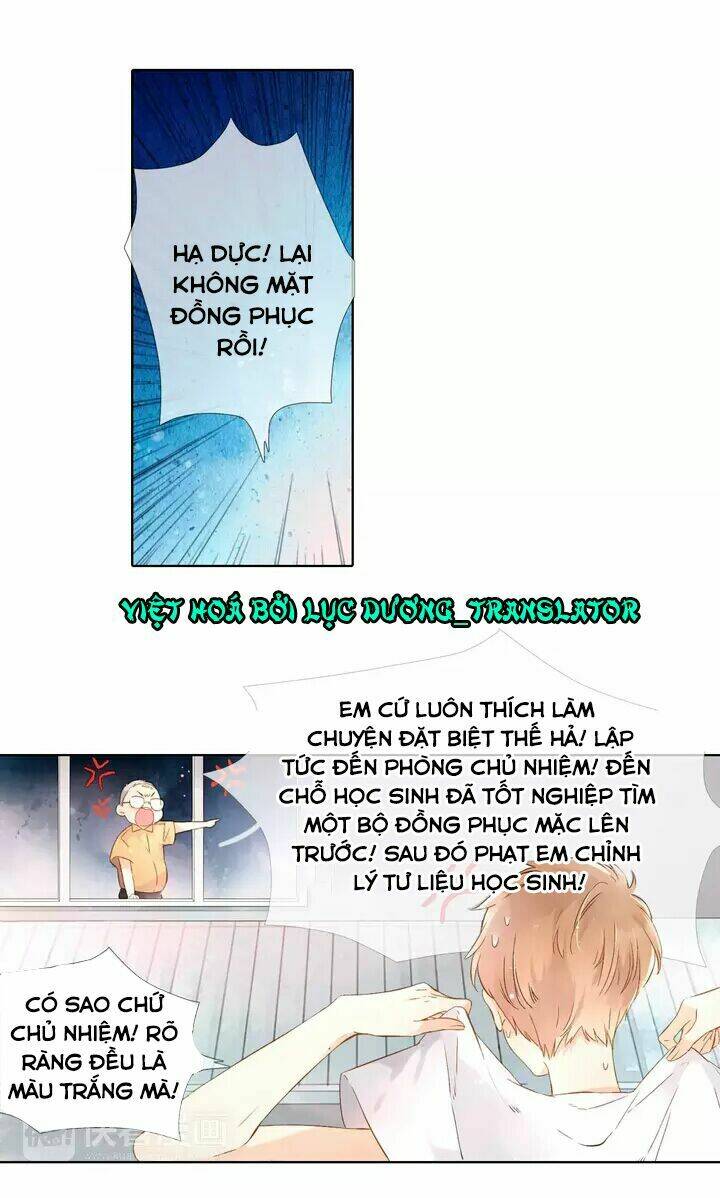 HẠ DỰC! LẠI
KHÔNG MẶT
ĐỒNG PHỤC
RỒI!
VIỆT HOÁ BỞI LỤC DƯƠNG_TRANSLATOR
EM CỨ LUÔN THÍCH LÀM
CHUYỆN ĐẶT BIỆT THẾ HẢ! LẬP
TỨC ĐẾN PHÒNG CHỦ NHIỆM! ĐẾN
CHỖ HỌC SINH ĐÃ TỐT NGHIỆP TÌM
MỘT BỘ ĐỒNG PHỤC MẶC LÊN
TRƯỚC! SAU ĐÓ PHẠT EM CHỈNH
LÝ TƯ LIỆU HỌC SINH!
CÓ SAO CHỨ
CHỦ NHIỆM! RÕ
RÀNG ĐỀU LÀ
MÀU TRẮNG MÀ!